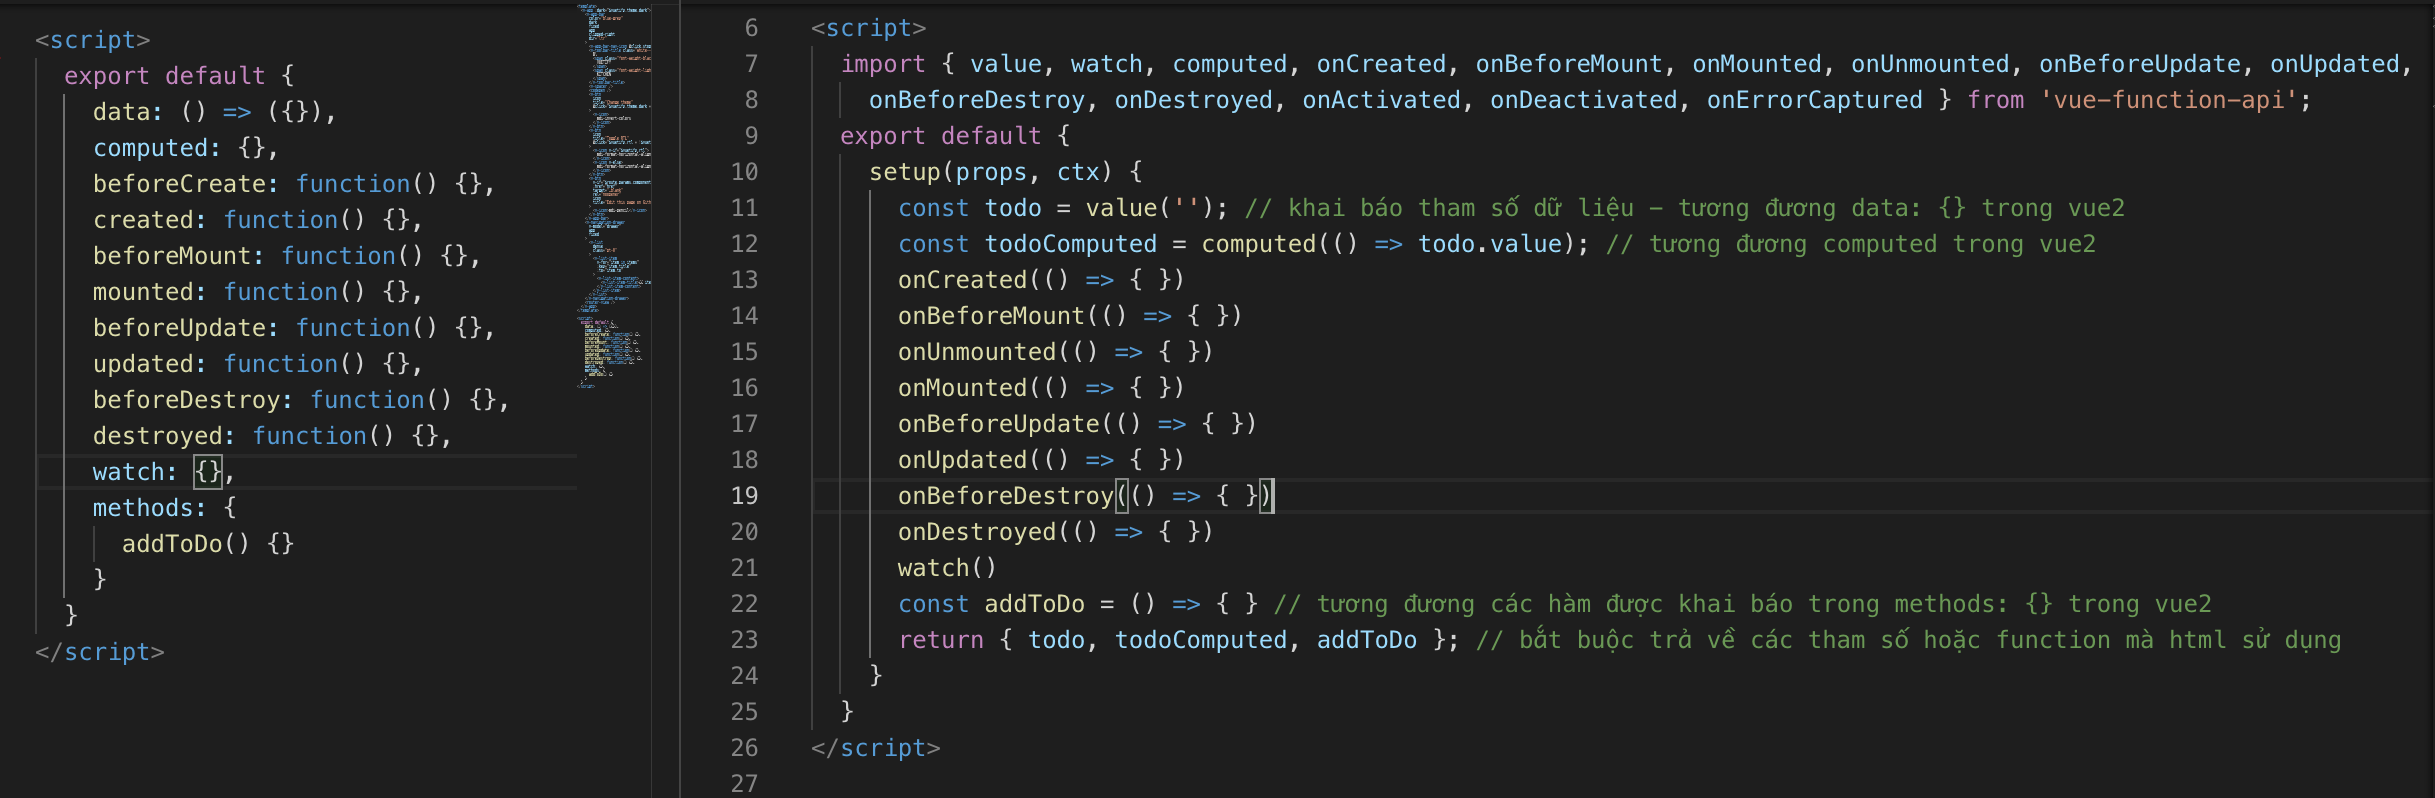 <script>
export default {
data: () => ({}),
computed: {},
beforeCreate: function() {},
created: function() {},
beforeMount: function() {},
mounted: function() {},
beforeUpdate: function() {},
updated: function() {},
beforeDestroy: function() {},
destroyed: function() {},
watch: {},
methods: {
addToDo() {}
}
}
</script>
6 <script>
7 import { value, watch, computed, onCreated, onBeforeMount, onMounted, onUnmounted, onBeforeUpdate, onUpdated,
8 onBeforeDestroy, onDestroyed, onActivated, onDeactivated, onErrorCaptured } from 'vue-function-api';
9 export default {
10 setup(props, ctx) {
11 const todo = value(''); // khai báo tham số dữ liệu - tương đương data: {} trong vue2
12 const todoComputed = computed(() => todo.value); // tương đương computed trong vue2
13 onCreated(() => { })
14 onBeforeMount(() => { })
15 onUnmounted(() => { })
16 onMounted(() => { })
17 onBeforeUpdate(() => { })
18 onUpdated(() => { })
19 onBeforeDestroy(() => { })
20 onDestroyed(() => { })
21 watch()
22 const addToDo = () => { } // tương đương các hàm được khai báo trong methods: {} trong vue2
23 return { todo, todoComputed, addToDo }; // bắt buộc trả về các tham số hoặc function mà html sử dụng
24 }
25 }
26 </script>
27